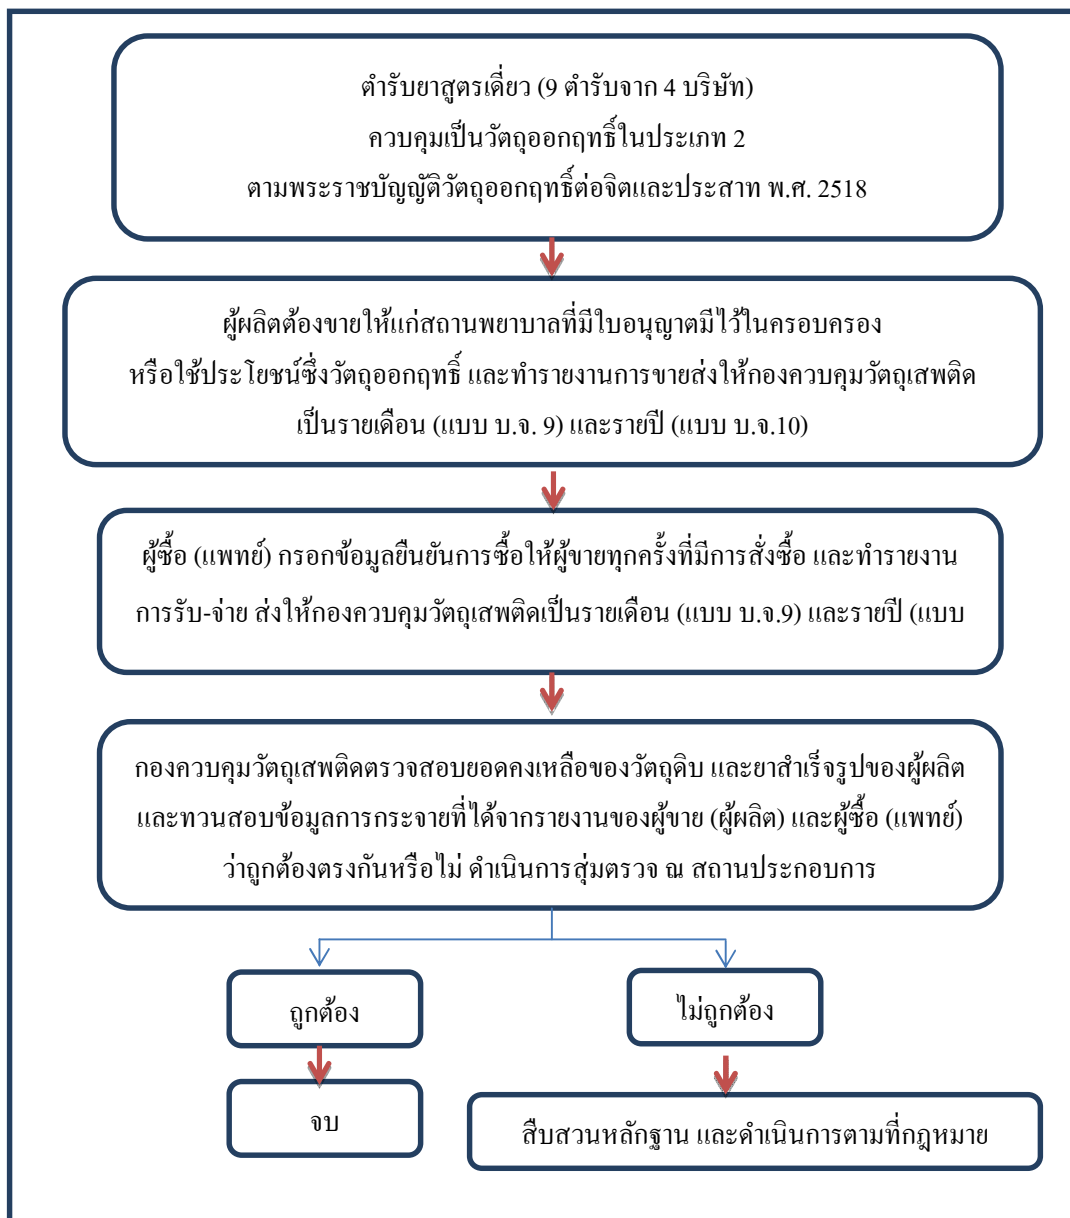 ตำรับยาสูตรเดี่ยว (9 ตำรับจาก 4 บริษัท)
ควบคุมเป็นวัตถุออกฤทธิ์ในประเภท 2
ตามพระราชบัญญัติวัตถุออกฤทธิ์ต่อจิตและประสาท พ.ศ. 2518
ผู้ผลิตต้องขายให้แก่สถานพยาบาลที่มีใบอนุญาตมีไว้ในครอบครอง
หรือใช้ประโยชน์ซึ่งวัตถุออกฤทธิ์ และทำรายงานการขายส่งให้กองควบคุมวัตถุเสพติด
เป็นรายเดือน (แบบ บ.จ. 9) และรายปี (แบบ บ.จ.10)
ผู้ซื้อ (แพทย์) กรอกข้อมูลยืนยันการซื้อให้ผู้ขายทุกครั้งที่มีการสั่งซื้อ และทำรายงาน
การรับ-จ่าย ส่งให้กองควบคุมวัตถุเสพติดเป็นรายเดือน (แบบ บ.จ.9) และรายปี (แบบ
กองควบคุมวัตถุเสพติดตรวจสอบยอดคงเหลือของวัตถุดิบ และยาสำเร็จรูปของผู้ผลิต
และทวนสอบข้อมูลการกระจายที่ได้จากรายงานของผู้ขาย (ผู้ผลิต) และผู้ซื้อ (แพทย์)
ว่าถูกต้องตรงกันหรือไม่ ดำเนินการสุ่มตรวจ ณ สถานประกอบการ
ถูกต้อง
ไม่ถูกต้อง
จบ
สืบสวนหลักฐาน และดำเนินการตามที่กฎหมาย